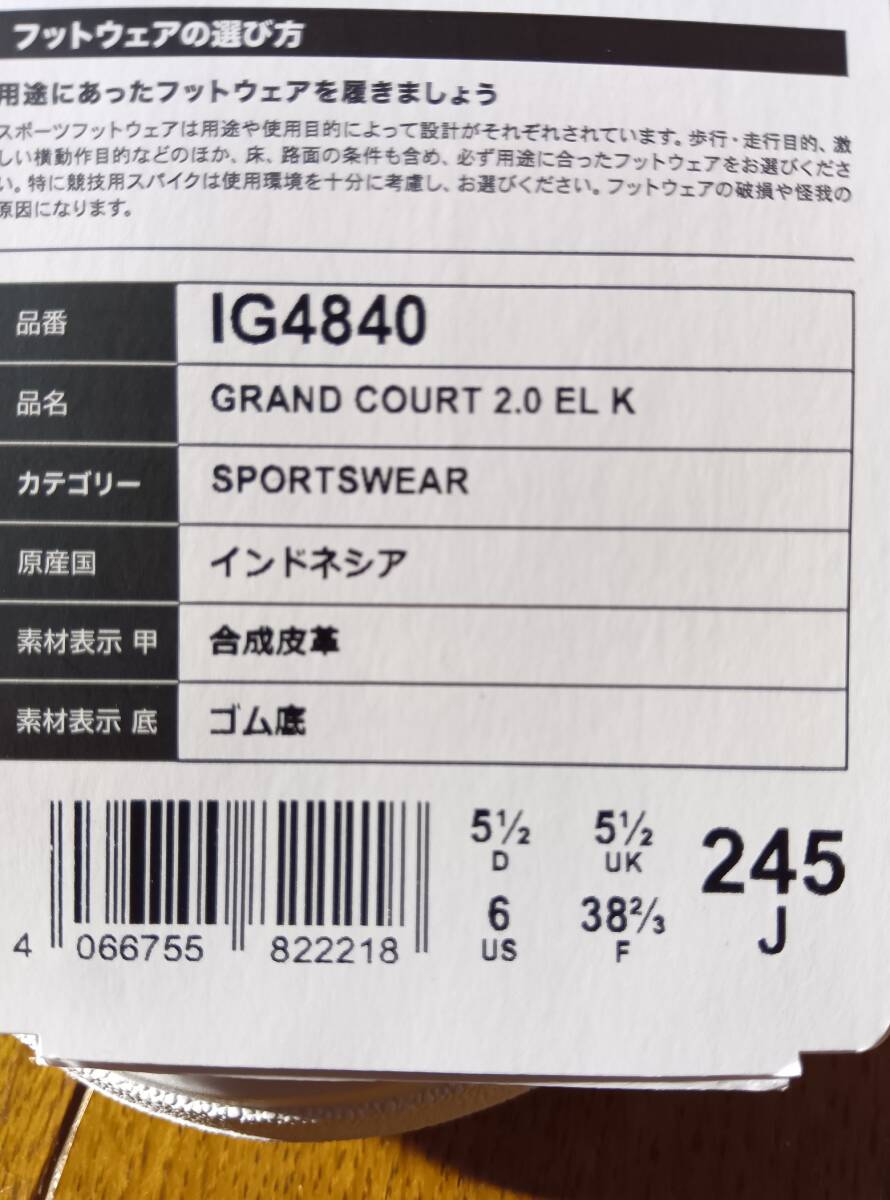 フットウェアの選び方
用途にあったフットウェアを履きましょう
スポーツフットウェアは用途や使用目的によって設計がそれぞれされています。歩行・走行目的、激
しい横動作目的などのほか、床、路面の条件も含め、必ず用途に合ったフットウェアをお選びくださ
い。特に競技用スパイクは使用環境を十分に考慮し、お選びください。フットウェアの破損や怪我の
原因になります。
品番 IG4840
品名 GRAND COURT 2.0 EL K
カテゴリー SPORTSWEAR
原産国 インドネシア
素材表示 甲 合成皮革
素材表示 底 ゴム底
5½ 5½ 245
D UK J
6 38⅔
US F
4 066755 822218